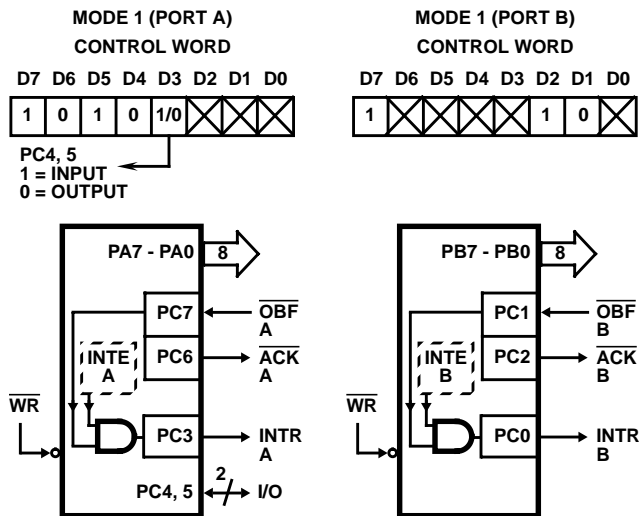 MODE 1 (PORT A)
CONTROL WORD
D7 D6 D5 D4 D3 D2 D1 D0
1 0 1 0 1/0
PC4, 5
1 = INPUT
0 = OUTPUT
PA7 - PA0 8
PC7 OBF A
INTE A
PC6 ACK A
WR
PC3 INTR A
PC4, 5 2 I/O
MODE 1 (PORT B)
CONTROL WORD
D7 D6 D5 D4 D3 D2 D1 D0
1 1 0
PB7 - PB0 8
PC1 OBF B
INTE B
PC2 ACK B
WR
PC0 INTR B